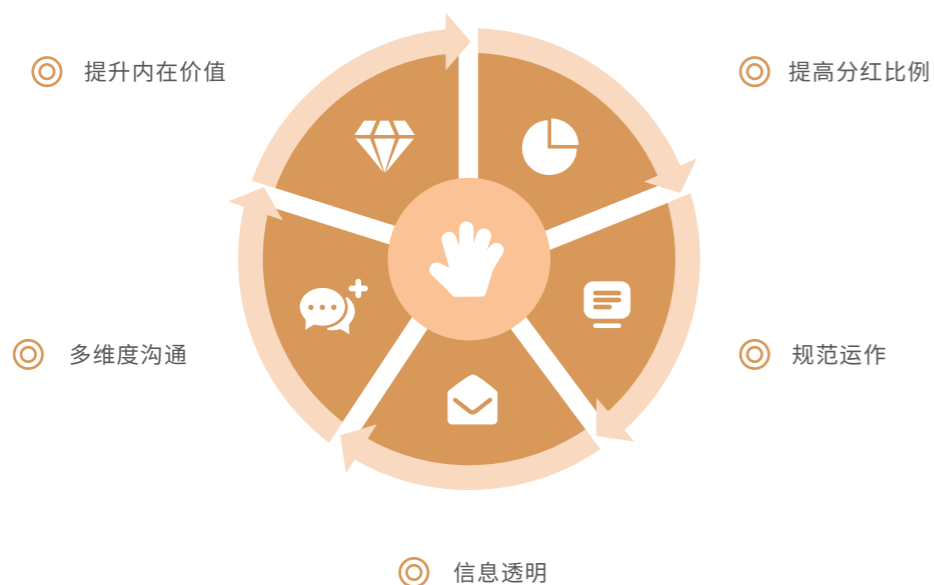 提升内在价值
提高分红比例
多维度沟通
规范运作
信息透明